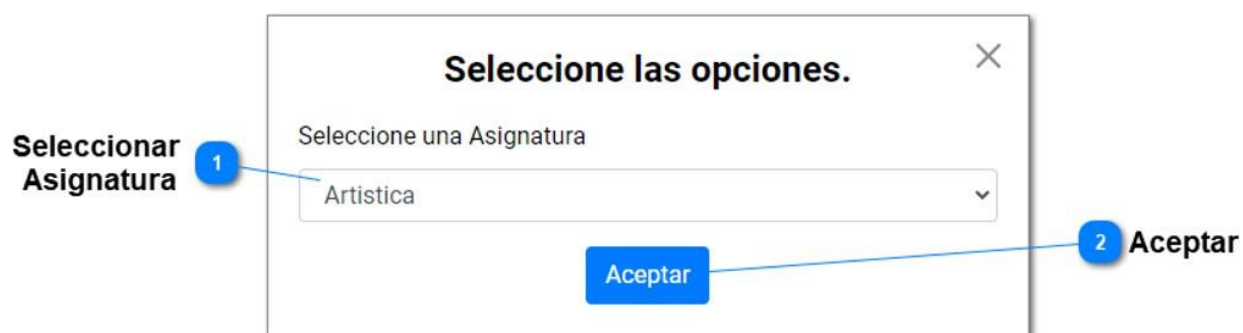 Seleccione las opciones.
Seleccione una Asignatura
Seleccionar
Asignatura
1
Artistica
2
Aceptar
Aceptar